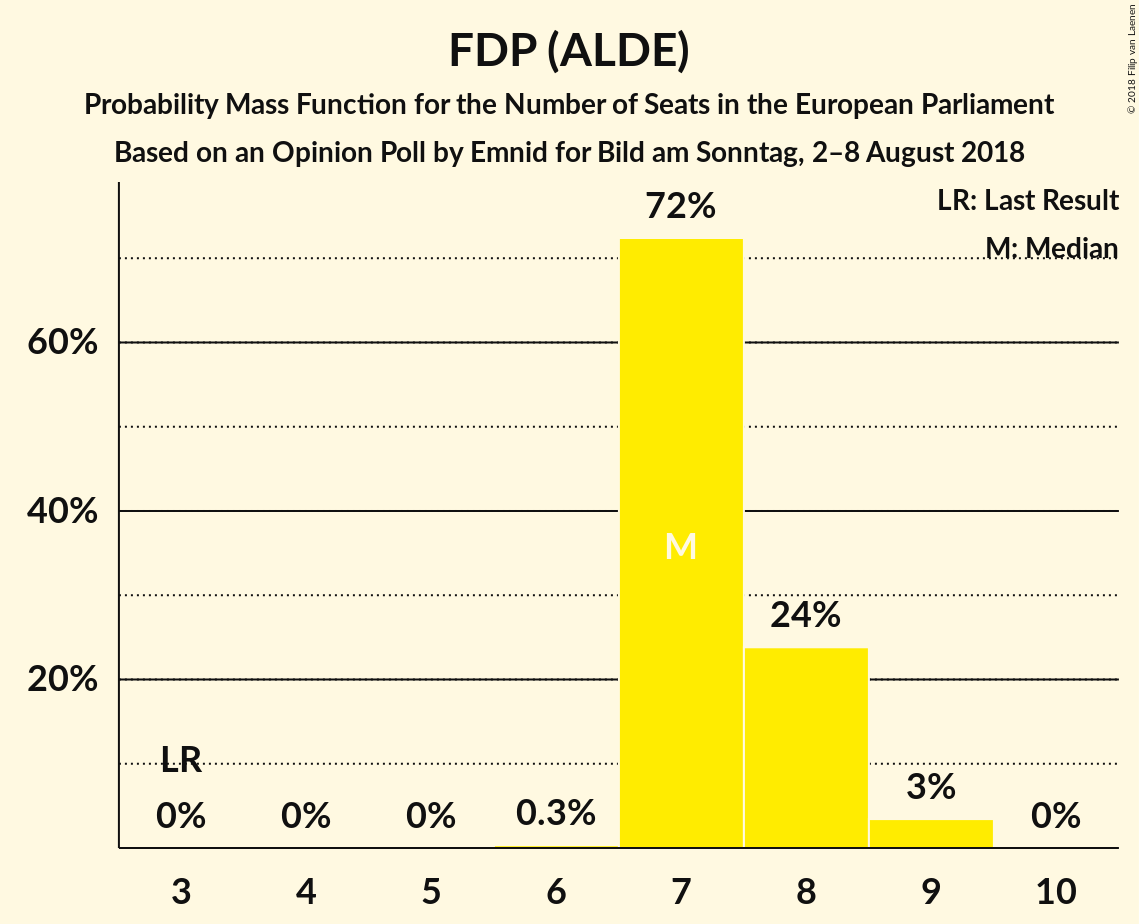 FDP (ALDE)
Probability Mass Function for the Number of Seats in the European Parliament
Based on an Opinion Poll by Emnid for Bild am Sonntag, 2–8 August 2018
© 2018 Filip van Laenen
LR: Last Result
M: Median
72%
60%
40%
M
24%
20%
LR
3%
0% 0% 0% 0.3% 0%
3 4 5 6 7 8 9 10